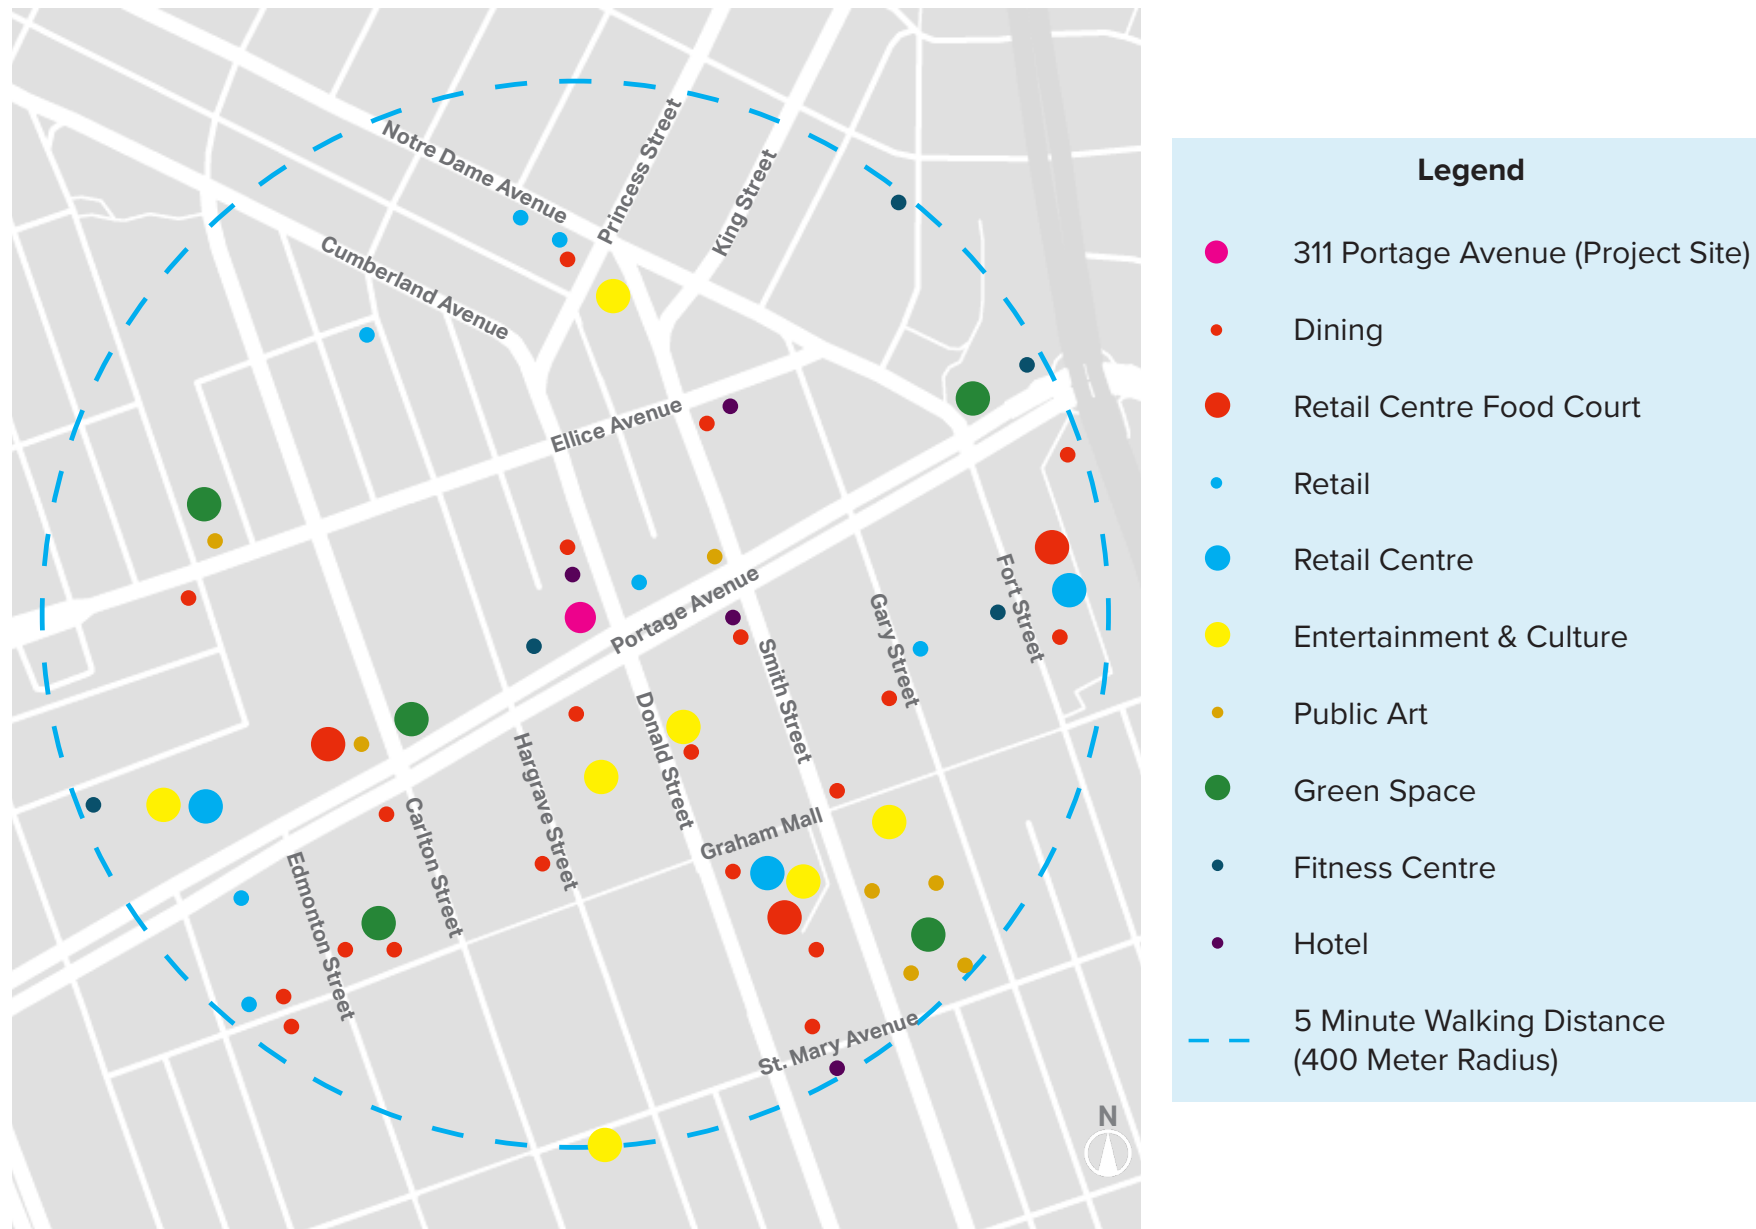 Notre Dame Avenue
Princess Street
King Street
Cumberland Avenue
Ellice Avenue
Portage Avenue
Fort Street
Gary Street
Smith Street
Donald Street
Hargrave Street
Carlton Street
Graham Mall
Edmonton Street
St. Mary Avenue
N
Legend
311 Portage Avenue (Project Site)
Dining
Retail Centre Food Court
Retail
Retail Centre
Entertainment & Culture
Public Art
Green Space
Fitness Centre
Hotel
5 Minute Walking Distance
(400 Meter Radius)